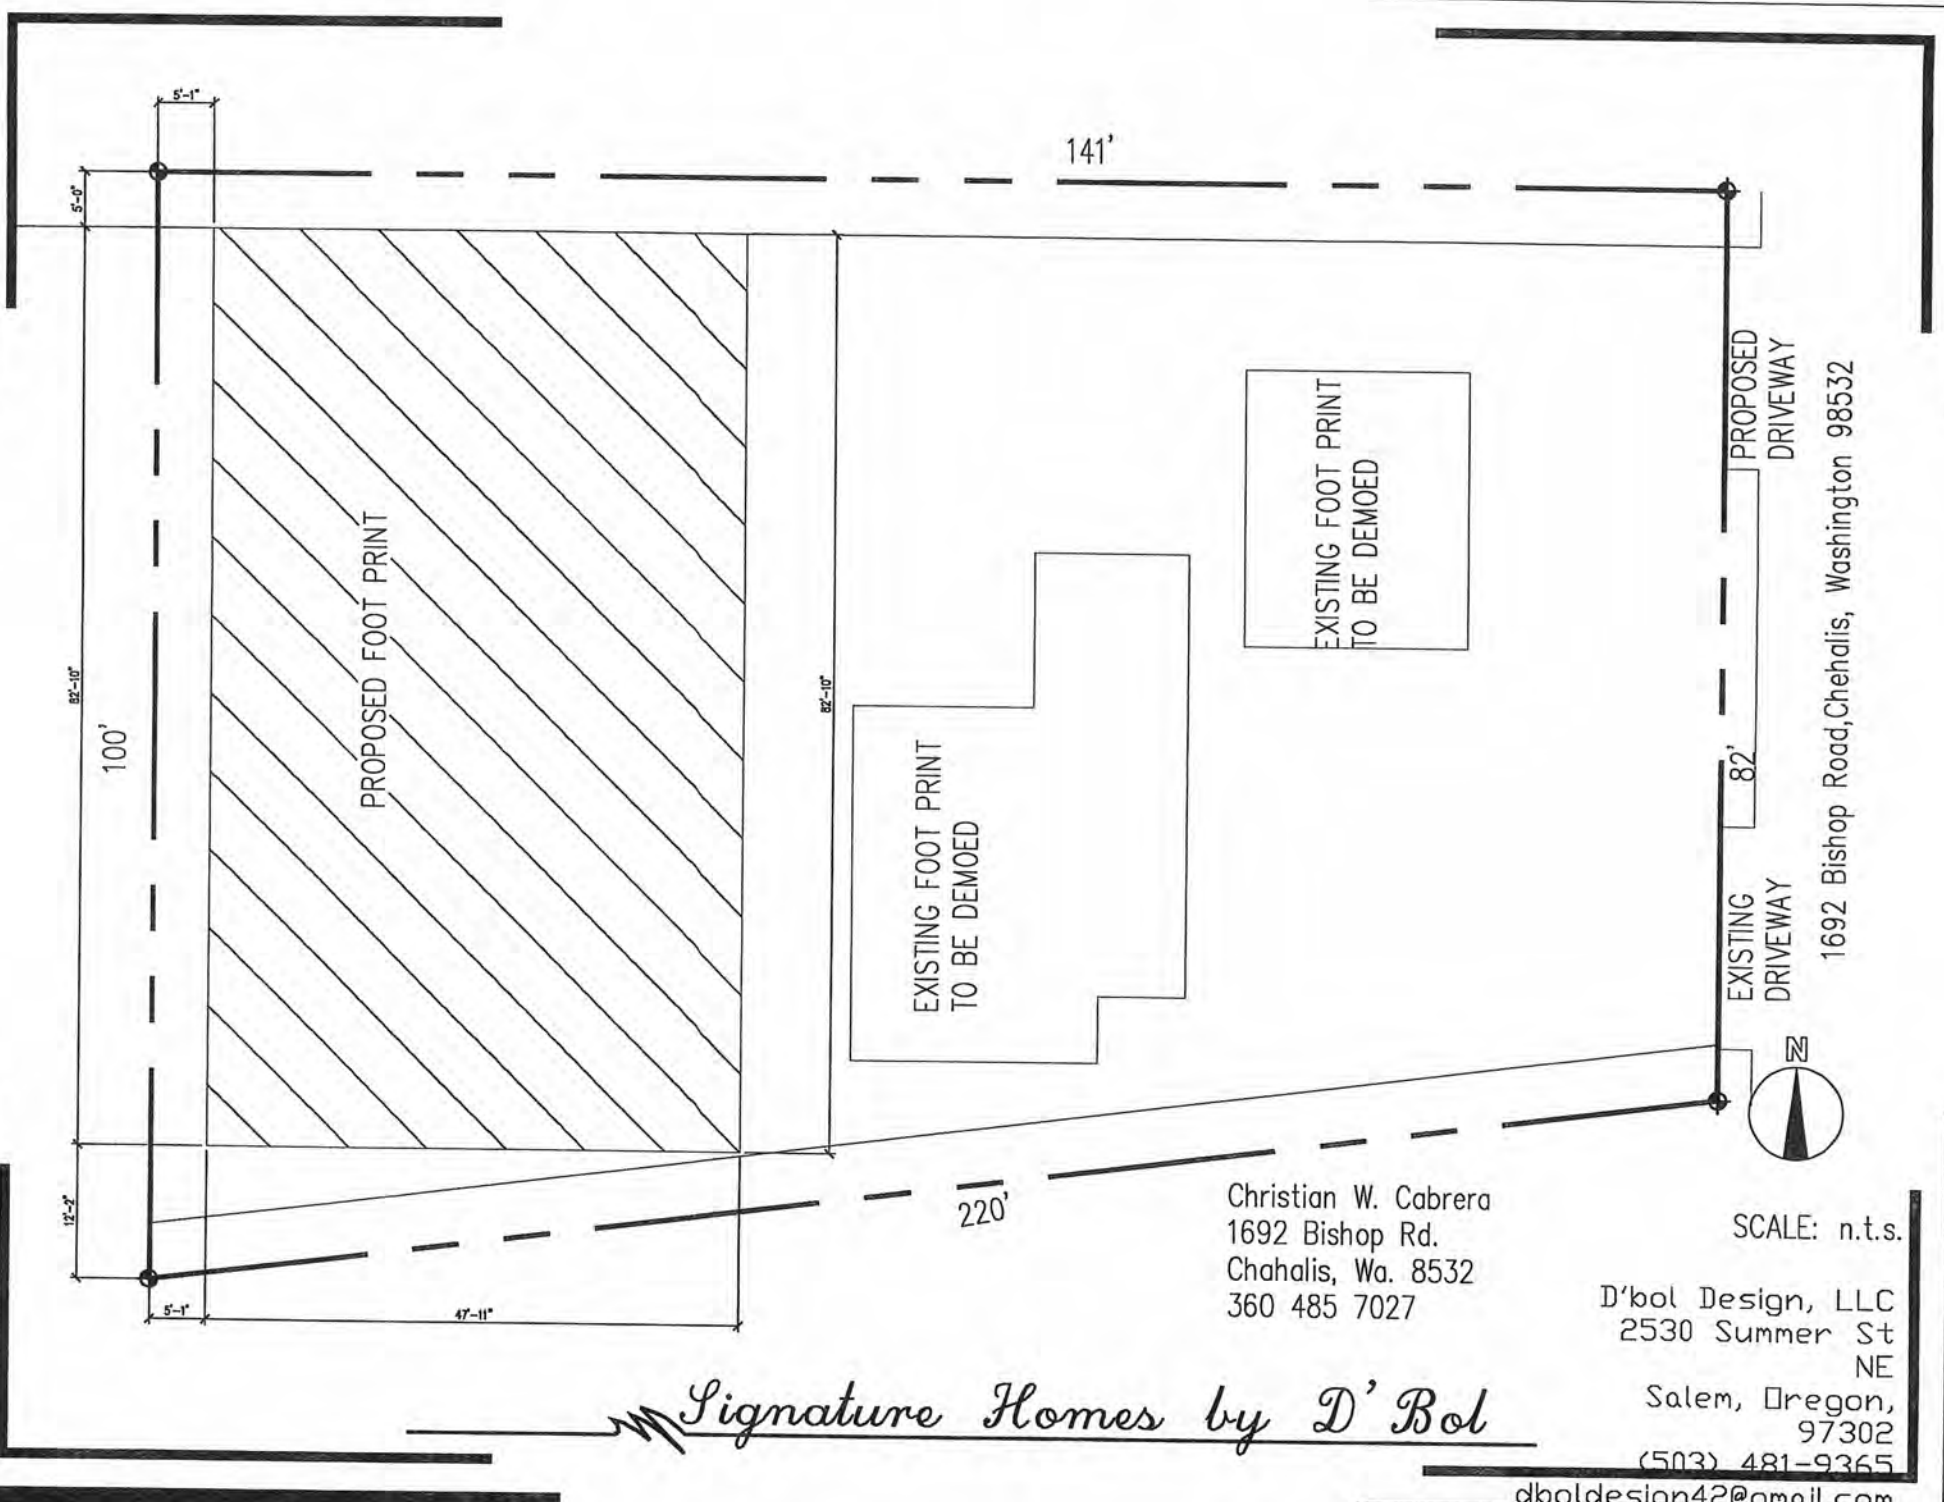 5'-1"
141'
5'-0"
PROPOSED FOOT PRINT
82'-10"
100'
82'-10"
EXISTING FOOT PRINT
TO BE DEMOED
EXISTING FOOT PRINT
TO BE DEMOED
PROPOSED
DRIVEWAY
82'
EXISTING
DRIVEWAY
1692 Bishop Road,Chehalis, Washington 98532
N
12'-2"
220'
5'-1"
47'-11"
Christian W. Cabrera
1692 Bishop Rd.
Chahalis, Wa. 8532
360 485 7027
SCALE: n.t.s.
D'bol Design, LLC
2530 Summer St
NE
Salem, Oregon,
97302
(503) 481-9365
dboldesign42@gmail.com
Signature Homes by D'Bol